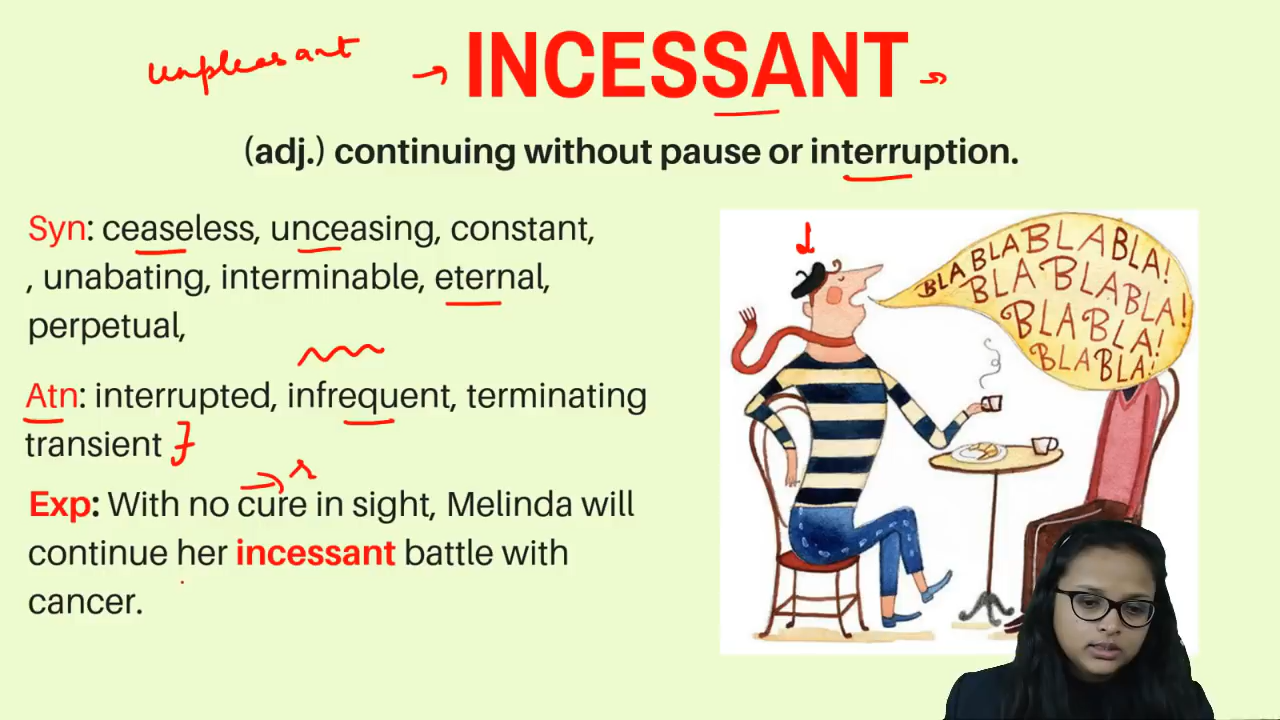 unpleasant
INCESSANT
(adj.) continuing without pause or interruption.
Syn: ceaseless, unceasing, constant,
, unabating, interminable, eternal,
perpetual,
Atn: interrupted, infrequent, terminating
transient
Exp: With no cure in sight, Melinda will
continue her incessant battle with
cancer.
BLA BLA BLA BLA!
BLA BLA BLA!
BLA BLA!
BLA BLA!